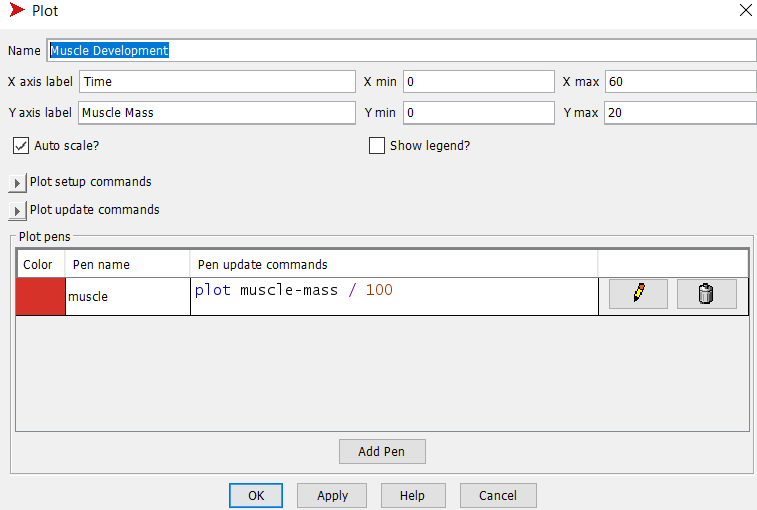 Plot
Name Muscle Development
X axis label Time X min 0 X max 60
Y axis label Muscle Mass Y min 0 Y max 20
Auto scale? Show legend?
Plot setup commands
Plot update commands
Plot pens
Color Pen name Pen update commands
muscle plot muscle-mass / 100
Add Pen
OK Apply Help Cancel